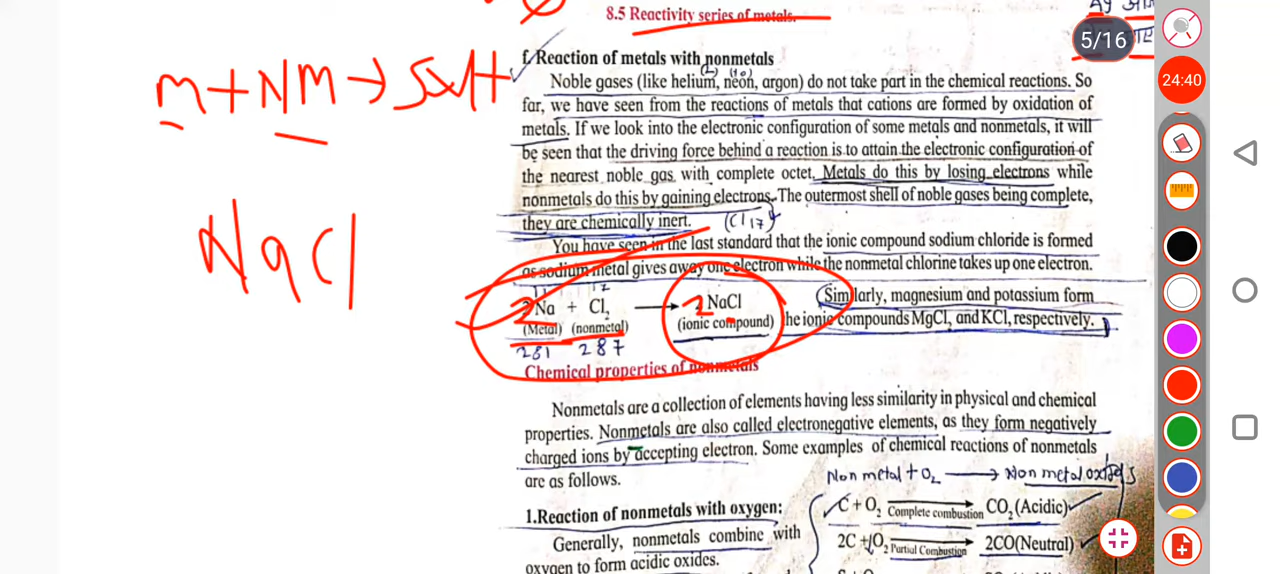 8.5 Reactivity series of metals.
Ag
5/16
24:40
m + NM → Salt
NaCl
f. Reaction of metals with nonmetals
(2) (10)
Noble gases (like helium, neon, argon) do not take part in the chemical reactions. So
far, we have seen from the reactions of metals that cations are formed by oxidation of
metals. If we look into the electronic configuration of some metals and nonmetals, it will
be seen that the driving force behind a reaction is to attain the electronic configuration of
the nearest noble gas with complete octet. Metals do this by losing electrons while
nonmetals do this by gaining electrons. The outermost shell of noble gases being complete,
they are chemically inert. (Cl 17)
You have seen in the last standard that the ionic compound sodium chloride is formed
as sodium metal gives away one electron while the nonmetal chlorine takes up one electron.
11 17
2Na + Cl2 → 2 NaCl Similarly, magnesium and potassium form
(Metal) (nonmetal) (ionic compound) he ionic compounds MgCl2 and KCl, respectively.
281 287
Chemical properties of nonmetals
Nonmetals are a collection of elements having less similarity in physical and chemical
properties. Nonmetals are also called electronegative elements, as they form negatively
charged ions by accepting electron. Some examples of chemical reactions of nonmetals
are as follows.
Non metal + O2 → Non metal oxides
1.Reaction of nonmetals with oxygen:
C + O2 Complete combustion CO2 (Acidic)
Generally, nonmetals combine with
2C + O2 Partial Combustion 2CO(Neutral)
oxygen to form acidic oxides.